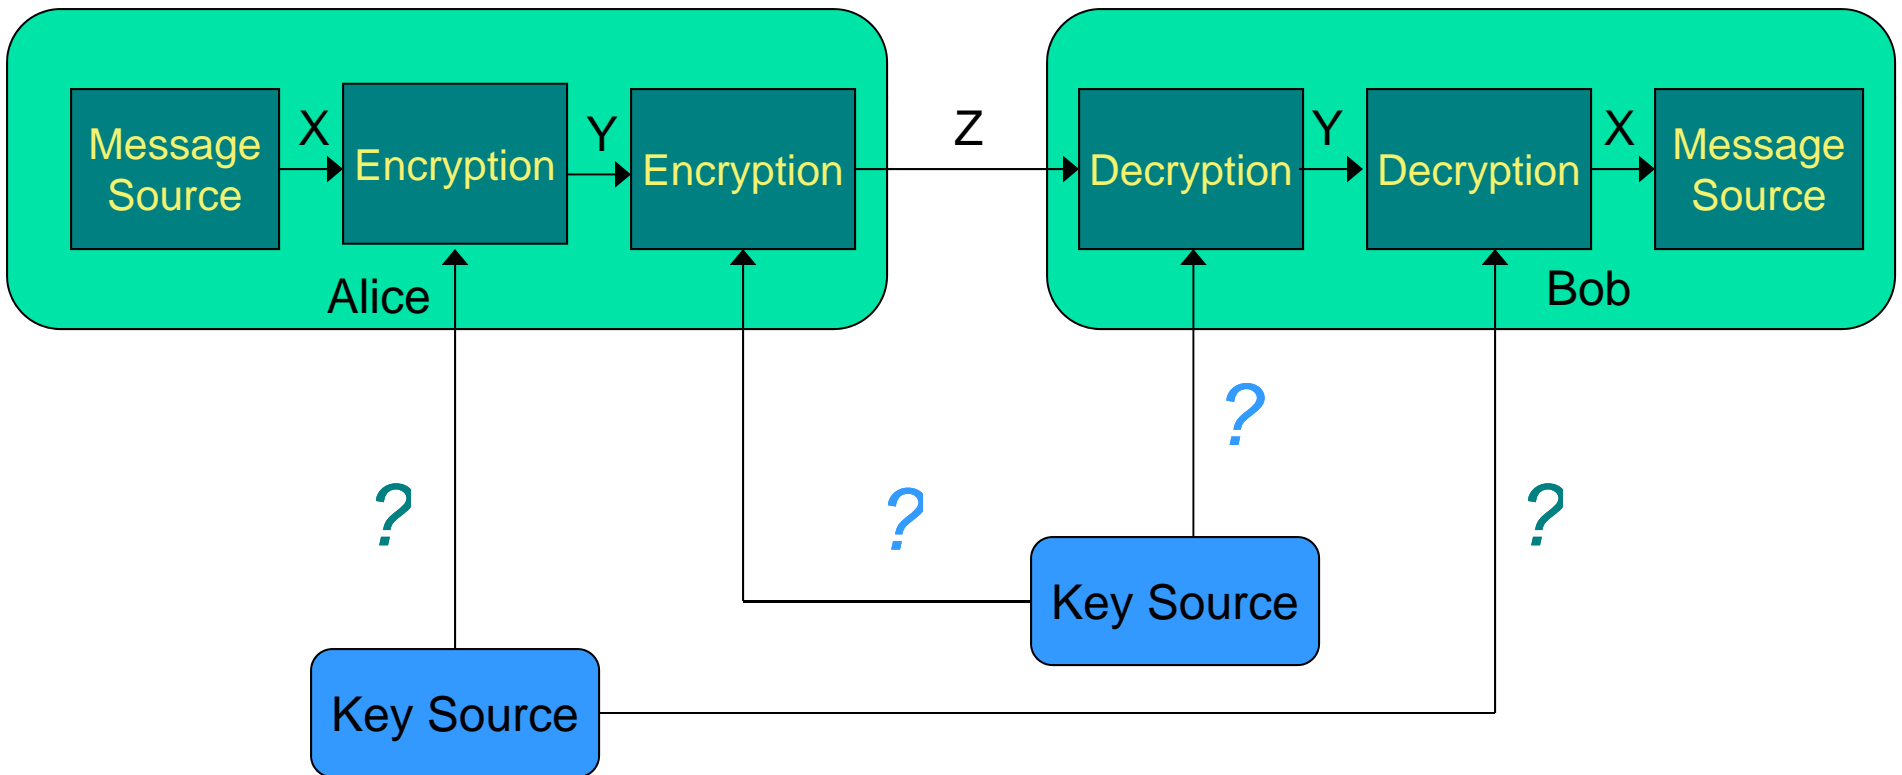 Message
Source
X
Encryption
Y
Encryption
Z
Decryption
Y
Decryption
X
Message
Source
Alice
Bob
?
?
?
?
Key Source
Key Source